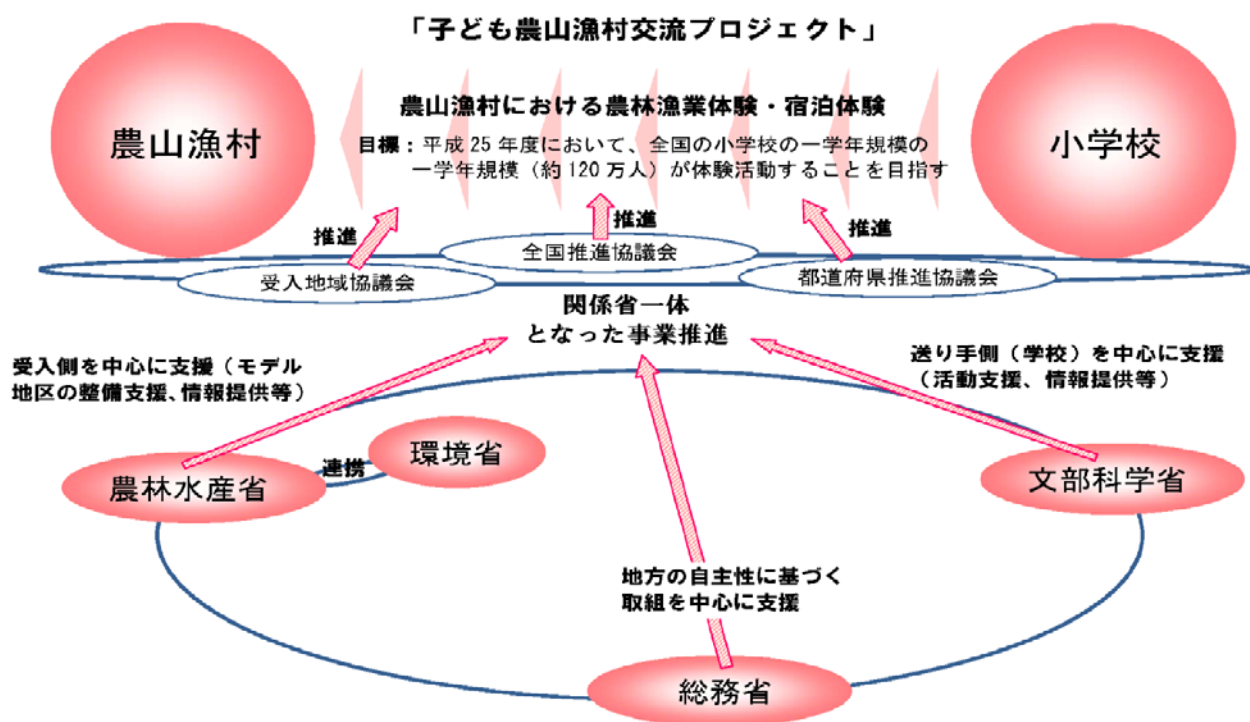 「子ども農山漁村交流プロジェクト」
農山漁村
小学校
農山漁村における農林漁業体験・宿泊体験
目標：平成25年度において、全国の小学校の一学年規模の
一学年規模（約120万人）が体験活動することを目指す
推進
推進
推進
全国推進協議会
受入地域協議会
都道府県推進協議会
関係省一体
となった事業推進
受入側を中心に支援（モデル
地区の整備支援、情報提供等）
送り手側（学校）を中心に支援
（活動支援、情報提供等）
環境省
連携
農林水産省
文部科学省
地方の自主性に基づく
取組を中心に支援
総務省